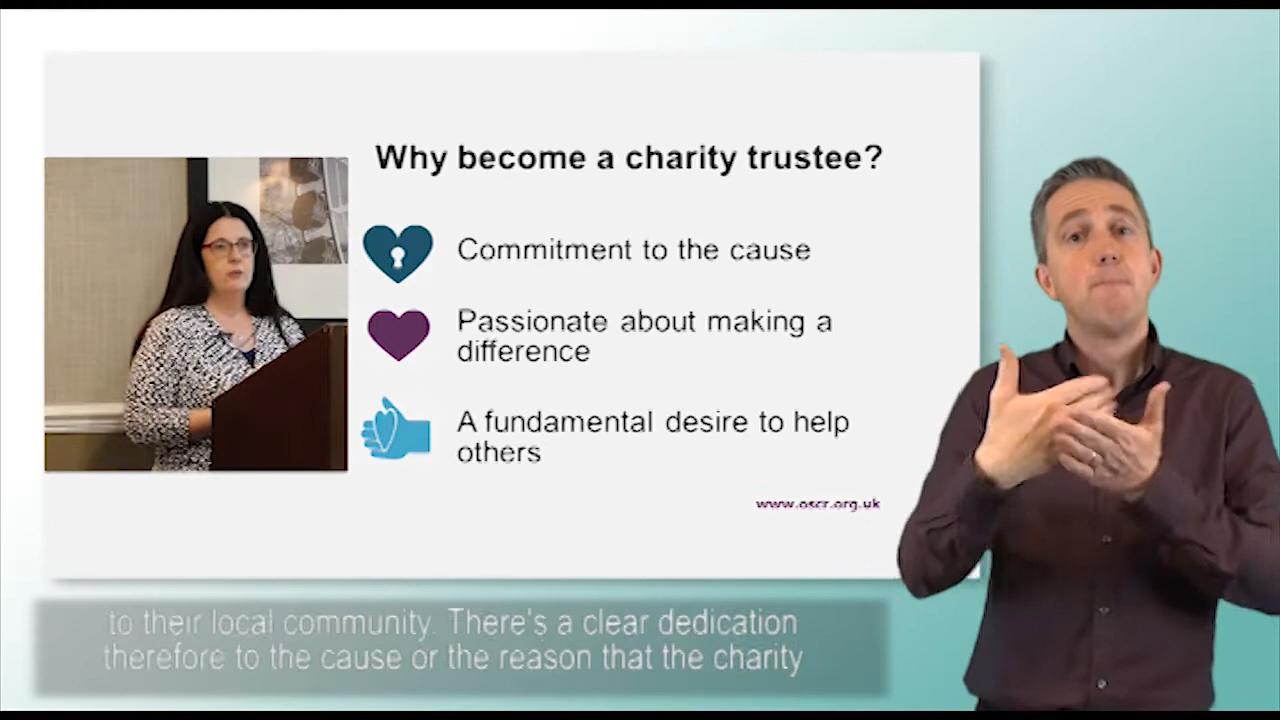 Why become a charity trustee?
Commitment to the cause
Passionate about making a
difference
A fundamental desire to help
others
www.oscr.org.uk
to their local community. There's a clear dedication
therefore to the cause or the reason that the charity